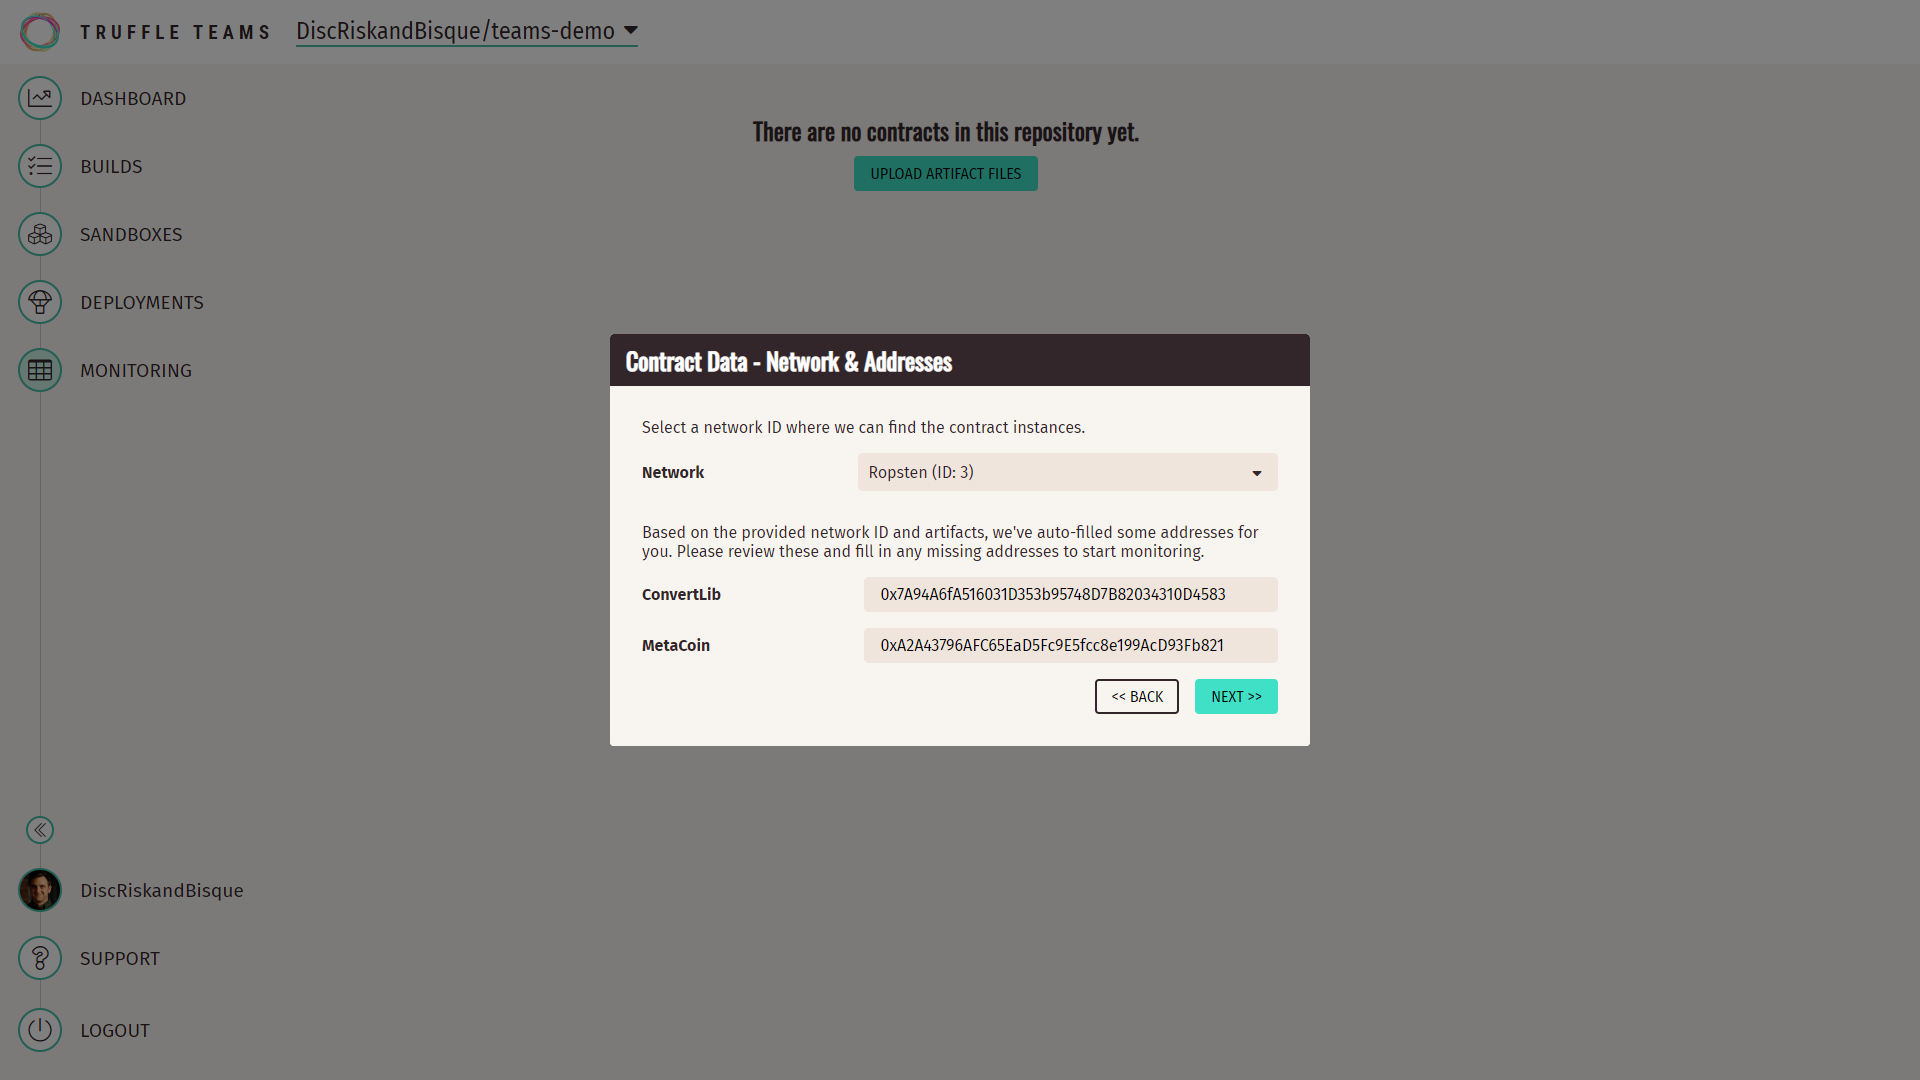 TRUFFLE TEAMS
DiscRiskandBisque/teams-demo
DASHBOARD
BUILDS
SANDBOXES
DEPLOYMENTS
MONITORING
There are no contracts in this repository yet.
UPLOAD ARTIFACT FILES
Contract Data - Network & Addresses
Select a network ID where we can find the contract instances.
Network
Ropsten (ID: 3)
Based on the provided network ID and artifacts, we've auto-filled some addresses for
you. Please review these and fill in any missing addresses to start monitoring.
ConvertLib
0x7A94A6fA516031D353b95748D7B82034310D4583
MetaCoin
0xA2A43796AFC65EaD5Fc9E5fcc8e199AcD93Fb821
<< BACK
NEXT >>
DiscRiskandBisque
SUPPORT
LOGOUT